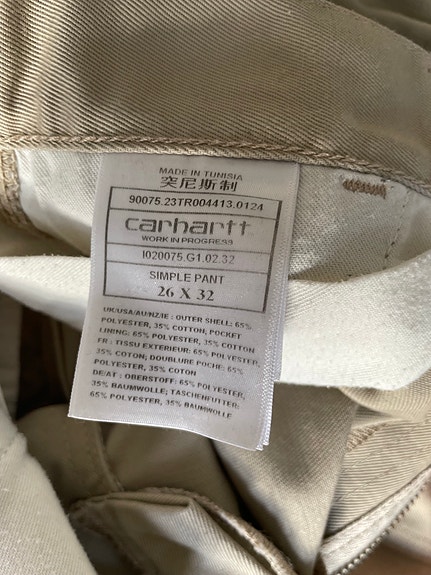 MADE IN TUNISIA
突尼斯制
90075.23TR004413.0124
carhartt
WORK IN PROGRESS
I020075.G1.02.32
SIMPLE PANT
26 X 32
UK/USA/AU/NZ/IE : OUTER SHELL: 65%
POLYESTER, 35% COTTON; POCKET
LINING: 65% POLYESTER, 35% COTTON
FR : TISSU EXTERIEUR: 65% POLYESTER,
35% COTON; DOUBLURE POCHE: 65%
POLYESTER, 35% COTON
DE/AT : OBERSTOFF: 65% POLYESTER,
35% BAUMWOLLE; TASCHENFUTTER:
65% POLYESTER, 35% BAUMWOLLE